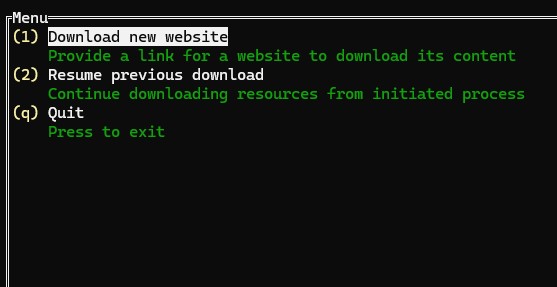 Menu
(1) Download new website
Provide a link for a website to download its content
(2) Resume previous download
Continue downloading resources from initiated process
(q) Quit
Press to exit